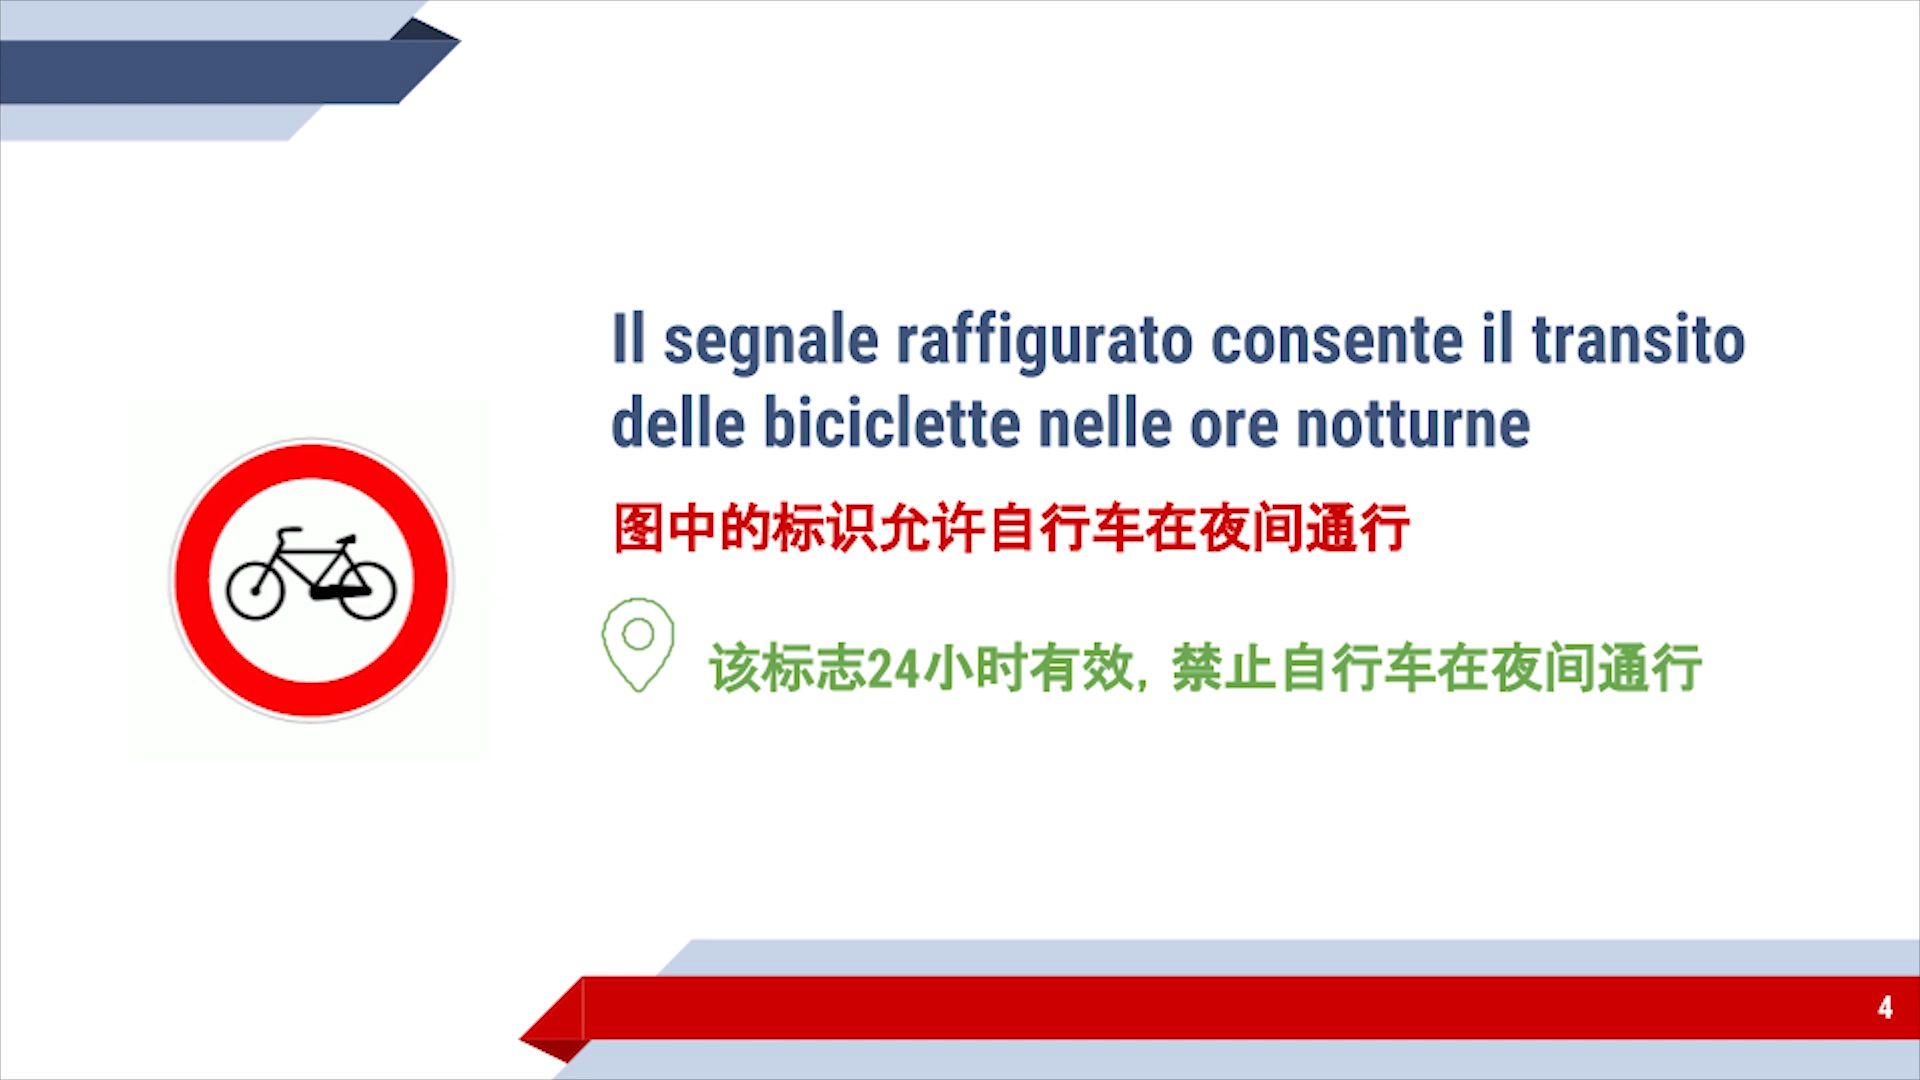 Il segnale raffigurato consente il transito
delle biciclette nelle ore notturne
图中的标识允许自行车在夜间通行
该标志24小时有效, 禁止自行车在夜间通行
4